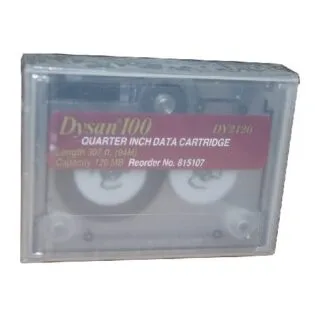 Dysan 100 DY2120
QUARTER INCH DATA CARTRIDGE
Length 307 ft. (94M)
Capacity 120 MB Reorder No. 815107